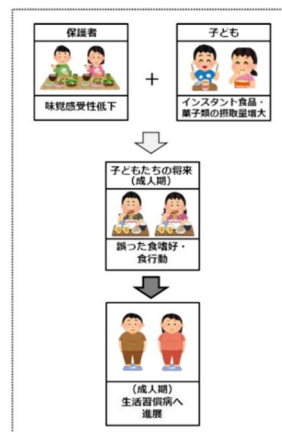 保護者
味覚感受性低下
+
子ども
インスタント食品・
菓子類の摂取量増大
子どもたちの将来
(成人期)
誤った食嗜好・
食行動
(成人期)
生活習慣病へ
進展